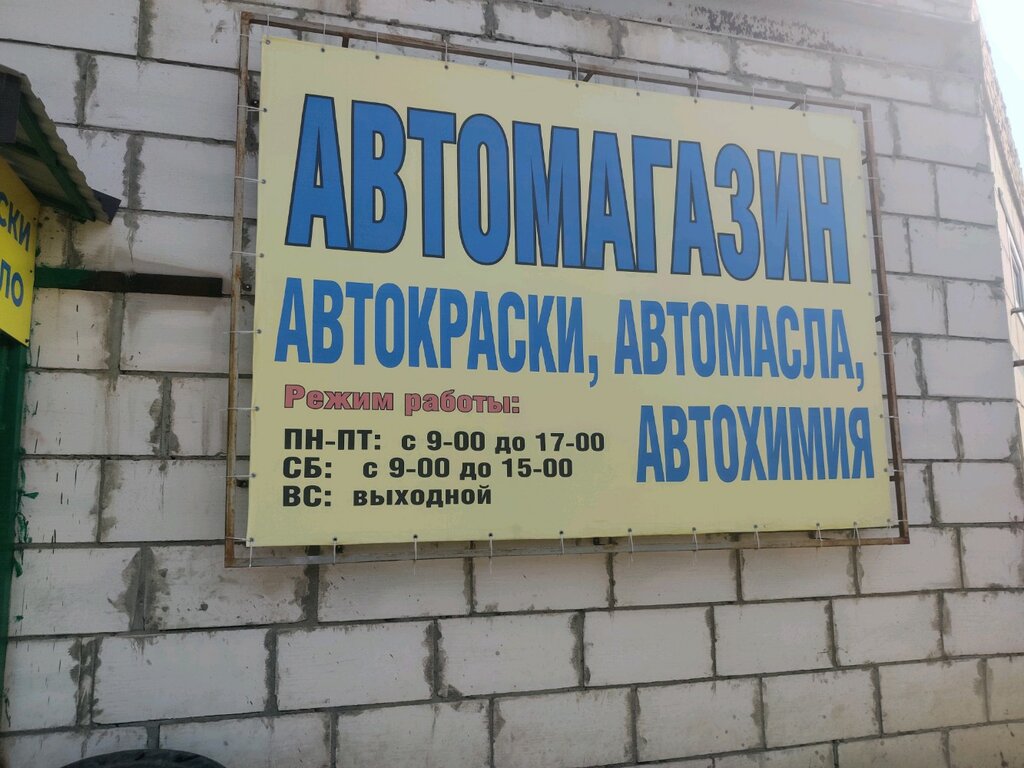 АВТОМАГАЗИН
АВТОКРАСКИ, АВТОМАСЛА,
АВТОХИМИЯ
Режим работы:
ПН-ПТ: с 9-00 до 17-00
СБ: с 9-00 до 15-00
ВС: выходной